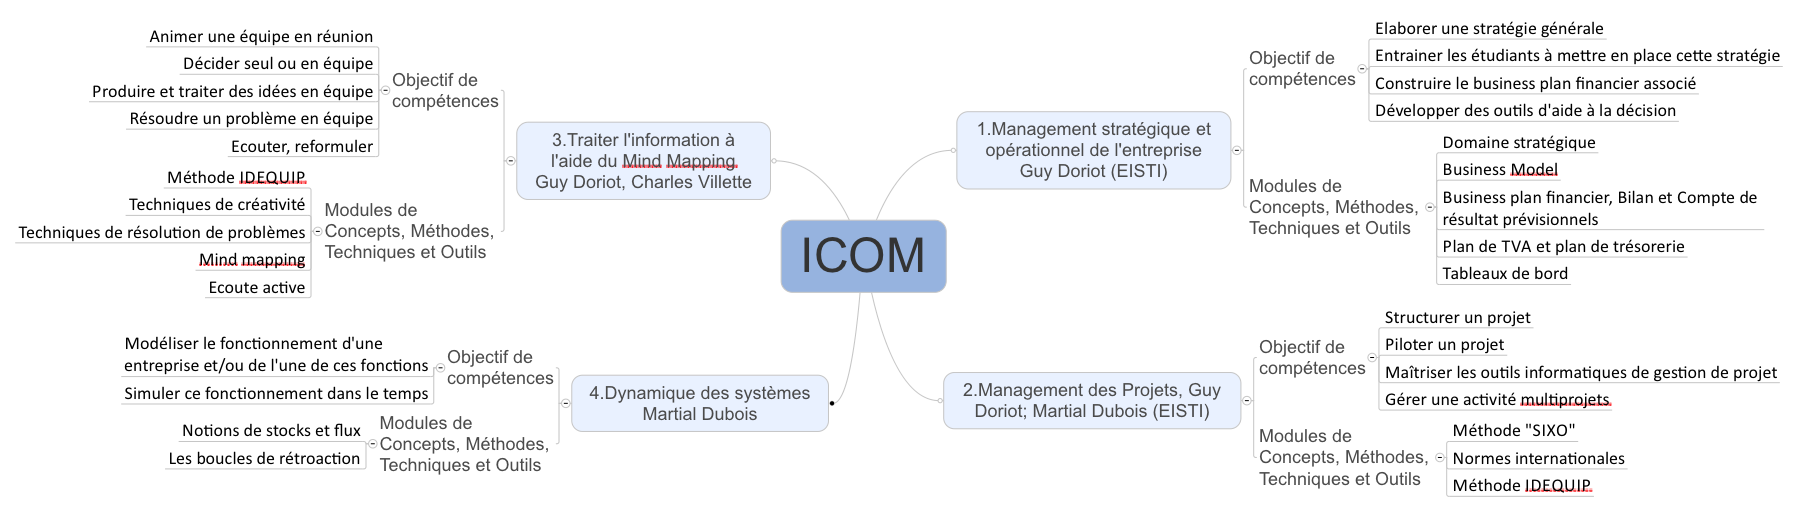 ICOM
1.Management stratégique et
opérationnel de l'entreprise
Guy Doriot (EISTI)
Objectif de
compétences
Elaborer une stratégie générale
Entrainer les étudiants à mettre en place cette stratégie
Construire le business plan financier associé
Développer des outils d'aide à la décision
Modules de
Concepts, Méthodes,
Techniques et Outils
Domaine stratégique
Business Model
Business plan financier, Bilan et Compte de
résultat prévisionnels
Plan de TVA et plan de trésorerie
Tableaux de bord
2.Management des Projets, Guy
Doriot; Martial Dubois (EISTI)
Objectif de
compétences
Structurer un projet
Piloter un projet
Maîtriser les outils informatiques de gestion de projet
Gérer une activité multiprojets
Modules de
Concepts, Méthodes,
Techniques et Outils
Méthode "SIXO"
Normes internationales
Méthode IDEQUIP
3.Traiter l'information à
l'aide du Mind Mapping
Guy Doriot, Charles Villette
Objectif de
compétences
Animer une équipe en réunion
Décider seul ou en équipe
Produire et traiter des idées en équipe
Résoudre un problème en équipe
Ecouter, reformuler
Modules de
Concepts, Méthodes,
Techniques et Outils
Méthode IDEQUIP
Techniques de créativité
Techniques de résolution de problèmes
Mind mapping
Ecoute active
4.Dynamique des systèmes
Martial Dubois
Objectif de
compétences
Modéliser le fonctionnement d'une
entreprise et/ou de l'une de ces fonctions
Simuler ce fonctionnement dans le temps
Modules de
Concepts, Méthodes,
Techniques et Outils
Notions de stocks et flux
Les boucles de rétroaction